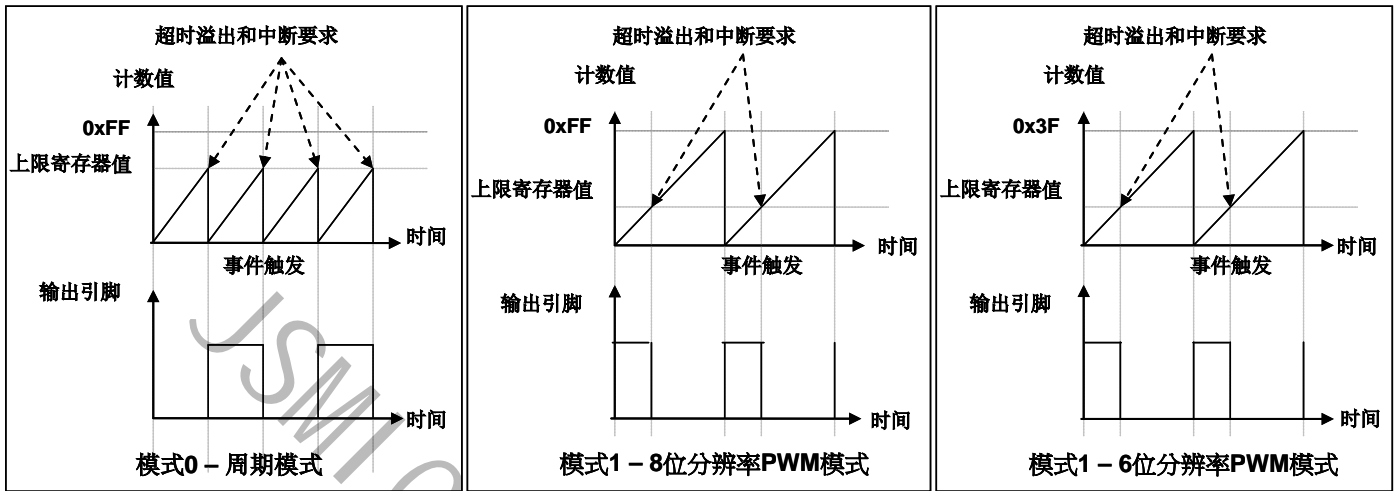 超时溢出和中断要求
计数值
0xFF
上限寄存器值
时间
事件触发
输出引脚
时间
模式0 – 周期模式
超时溢出和中断要求
计数值
0xFF
上限寄存器值
时间
事件触发
输出引脚
时间
模式1 – 8位分辨率PWM模式
超时溢出和中断要求
计数值
0x3F
上限寄存器值
时间
事件触发
输出引脚
时间
模式1 – 6位分辨率PWM模式
JSMI